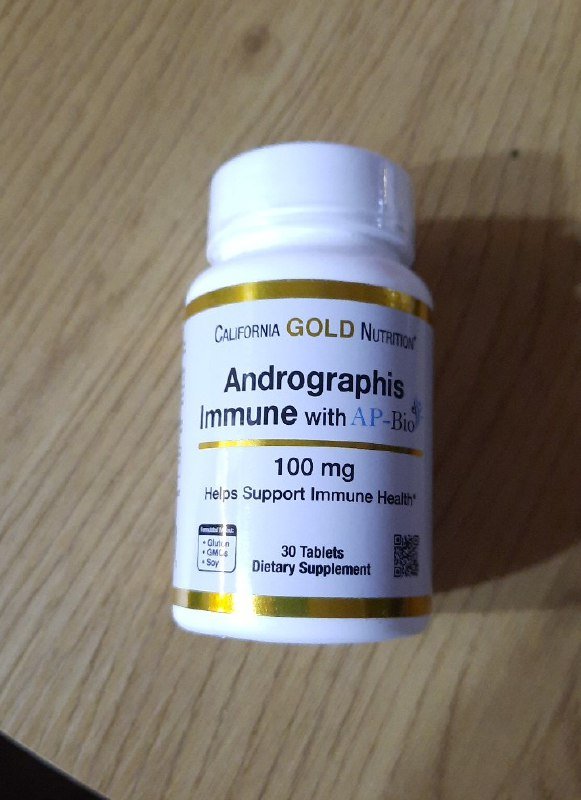 CALIFORNIA GOLD NUTRITION®
Andrographis
Immune with AP-Bio
100 mg
Helps Support Immune Health*
• Gluten
• GMOs
• Soy
30 Tablets
Dietary Supplement